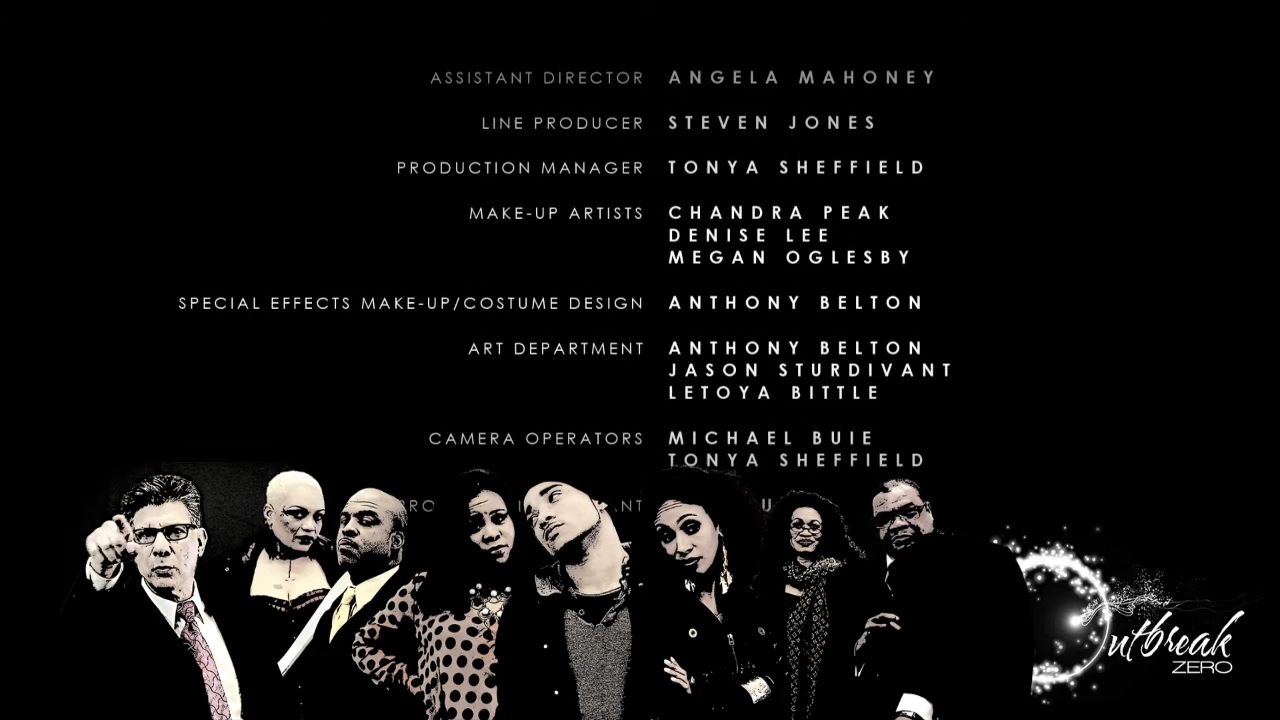 ASSISTANT DIRECTOR ANGELA MAHONEY
LINE PRODUCER STEVEN JONES
PRODUCTION MANAGER TONYA SHEFFIELD
MAKE-UP ARTISTS CHANDRA PEAK
DENISE LEE
MEGAN OGLESBY
SPECIAL EFFECTS MAKE-UP/COSTUME DESIGN ANTHONY BELTON
ART DEPARTMENT ANTHONY BELTON
JASON STURDIVANT
LETOYA BITTLE
CAMERA OPERATORS MICHAEL BUIE
TONYA SHEFFIELD
Outbreak
ZERO